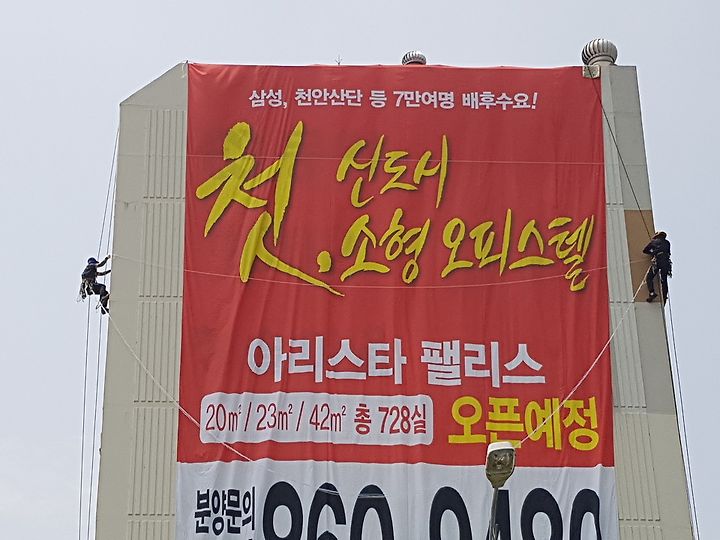 삼성, 천안산단 등 7만여명 배후수요!
첫, 신도시
소형 오피스텔
아리스타 팰리스
20㎡ / 23㎡ / 42㎡ 총 728실 오픈예정
분양문의 860-9480